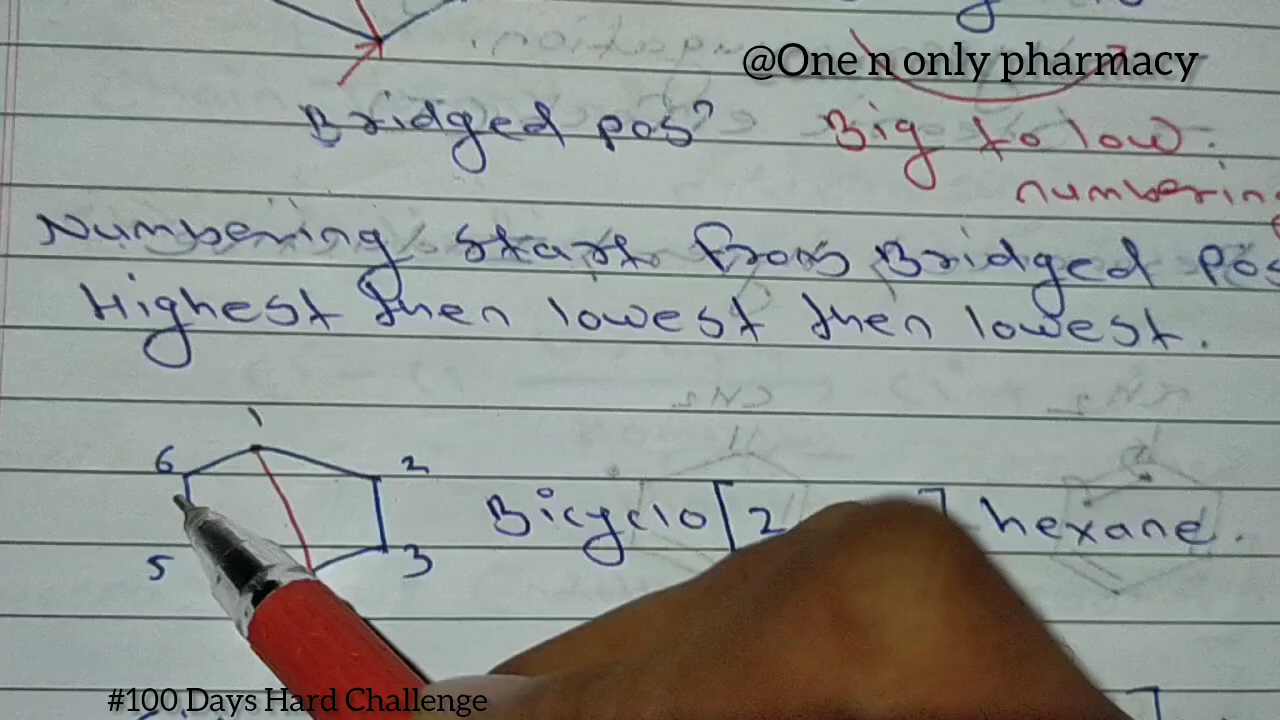 @One n only pharmacy
Bridged pos? Big to low.
numbering
Numbering start from Bridged Pos
Highest then lowest then lowest.
1
6 2
Bicyclo[2 ] hexane.
5 3
#100 Days Hard Challenge